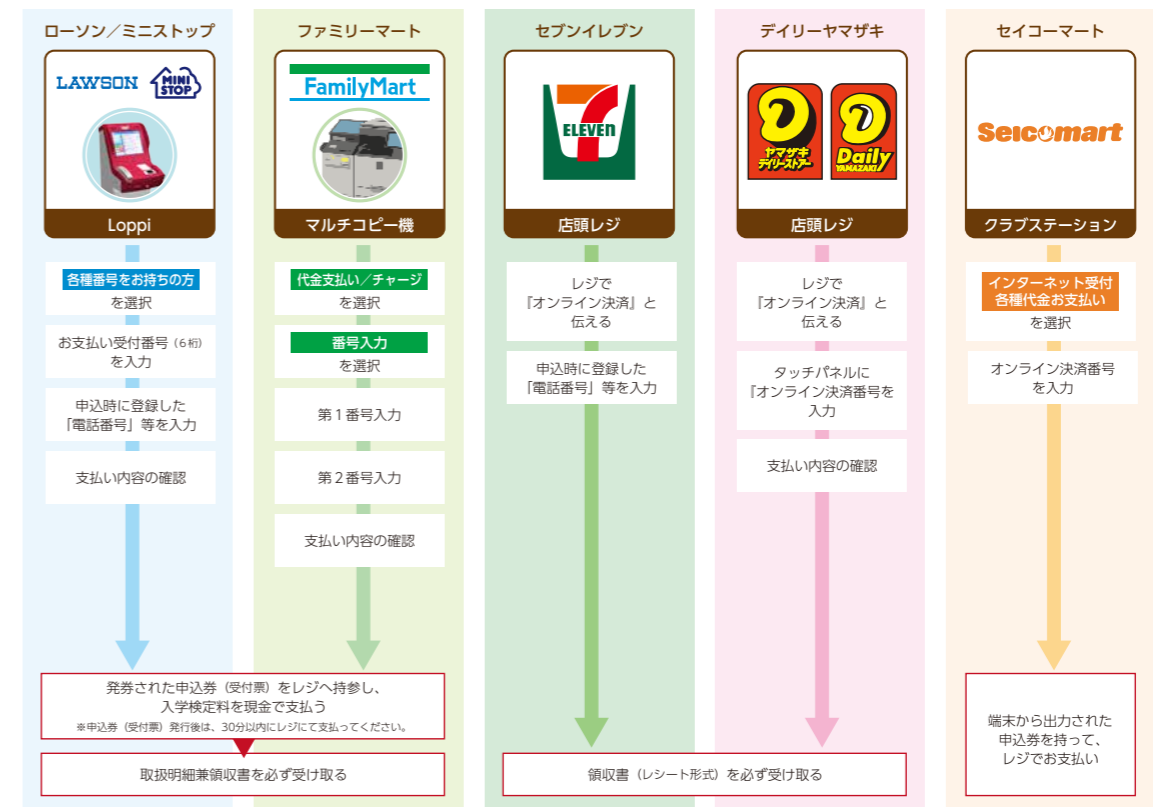 ローソン／ミニストップ
LAWSON
MINI
STOP
Loppi
各種番号をお持ちの方
を選択
お支払い受付番号（6桁）
を入力
申込時に登録した
「電話番号」等を入力
支払い内容の確認
ファミリーマート
FamilyMart
マルチコピー機
代金支払い／チャージ
を選択
番号入力
を選択
第１番号入力
第２番号入力
支払い内容の確認
発券された申込券（受付票）をレジへ持参し、
入学検定料を現金で支払う
※申込券（受付票）発行後は、30分以内にレジにて支払ってください。
取扱明細兼領収書を必ず受け取る
セブンイレブン
7
ELEVEn
店頭レジ
レジで
『オンライン決済』と
伝える
申込時に登録した
「電話番号」等を入力
デイリーヤマザキ
ヤマザキ
デイリーストアー
Daily
YAMAZAKI
店頭レジ
レジで
『オンライン決済』と
伝える
タッチパネルに
『オンライン決済番号を
入力
支払い内容の確認
領収書（レシート形式）を必ず受け取る
セイコーマート
Seicomart
クラブステーション
インターネット受付
各種代金お支払い
を選択
オンライン決済番号
を入力
端末から出力された
申込券を持って、
レジでお支払い